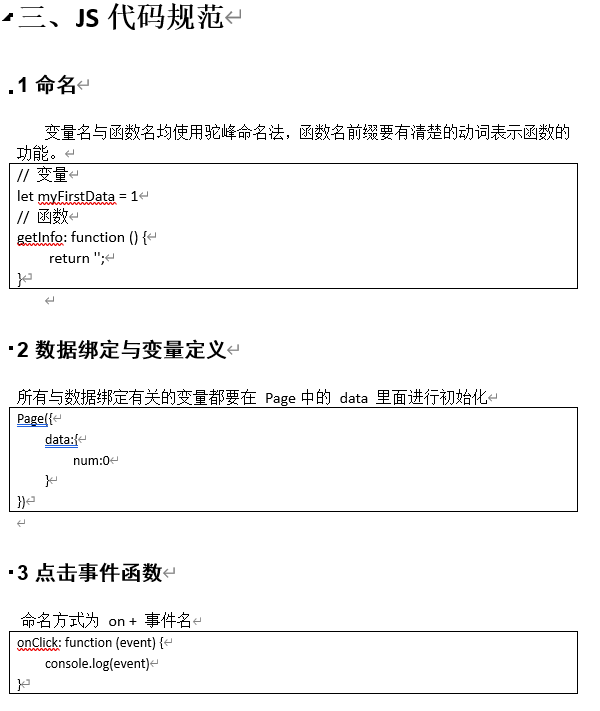 三、JS 代码规范
1 命名
变量名与函数名均使用驼峰命名法，函数名前缀要有清楚的动词表示函数的
功能。
// 变量
let myFirstData = 1
// 函数
getInfo: function () {
return '';
}
2 数据绑定与变量定义
所有与数据绑定有关的变量都要在 Page 中的 data 里面进行初始化
Page({
data:{
num:0
}
})
3 点击事件函数
命名方式为 on + 事件名
onClick: function (event) {
console.log(event)
}